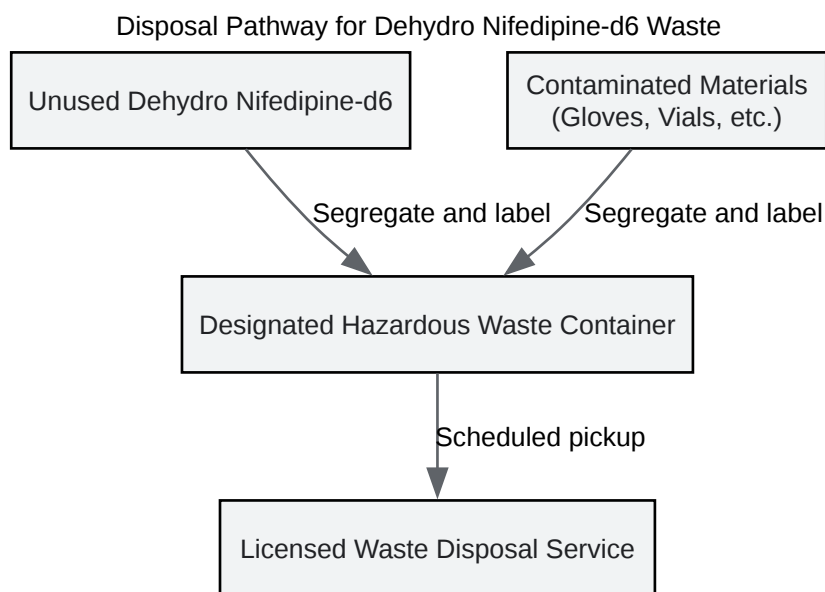 Disposal Pathway for Dehydro Nifedipine-d6 Waste
Unused Dehydro Nifedipine-d6
Contaminated Materials
(Gloves, Vials, etc.)
Segregate and label
Segregate and label
Designated Hazardous Waste Container
Scheduled pickup
Licensed Waste Disposal Service